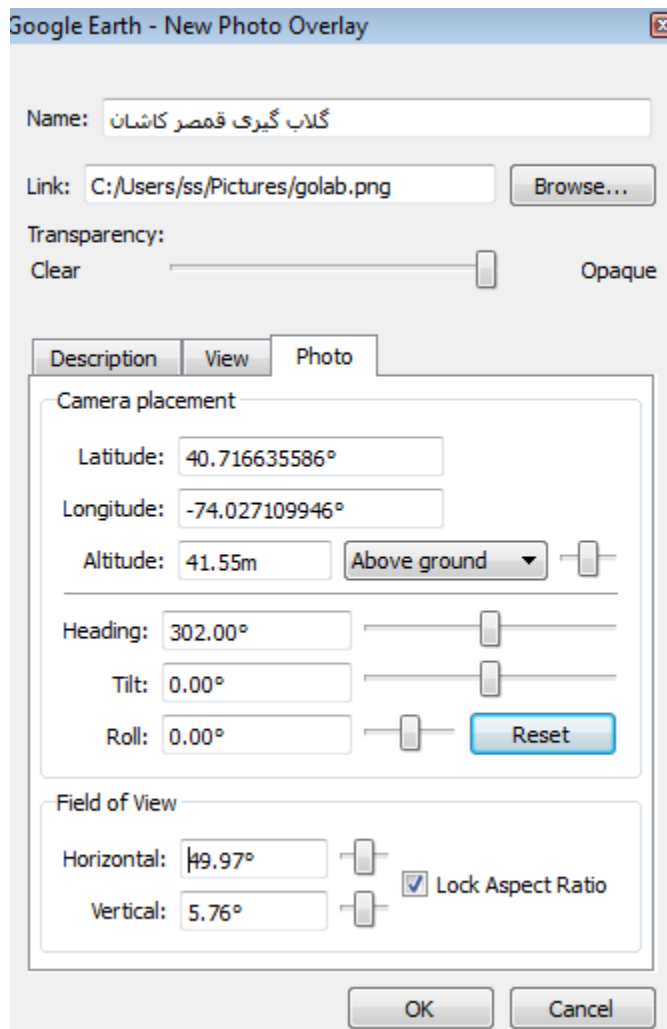 Google Earth - New Photo Overlay
Name: گلاب گیری قمصر کاشان
Link: C:/Users/ss/Pictures/golab.png Browse...
Transparency:
Clear Opaque
Description View Photo
Camera placement
Latitude: 40.716635586°
Longitude: -74.027109946°
Altitude: 41.55m Above ground
Heading: 302.00°
Tilt: 0.00°
Roll: 0.00° Reset
Field of View
Horizontal: 49.97°
Lock Aspect Ratio
Vertical: 5.76°
OK Cancel